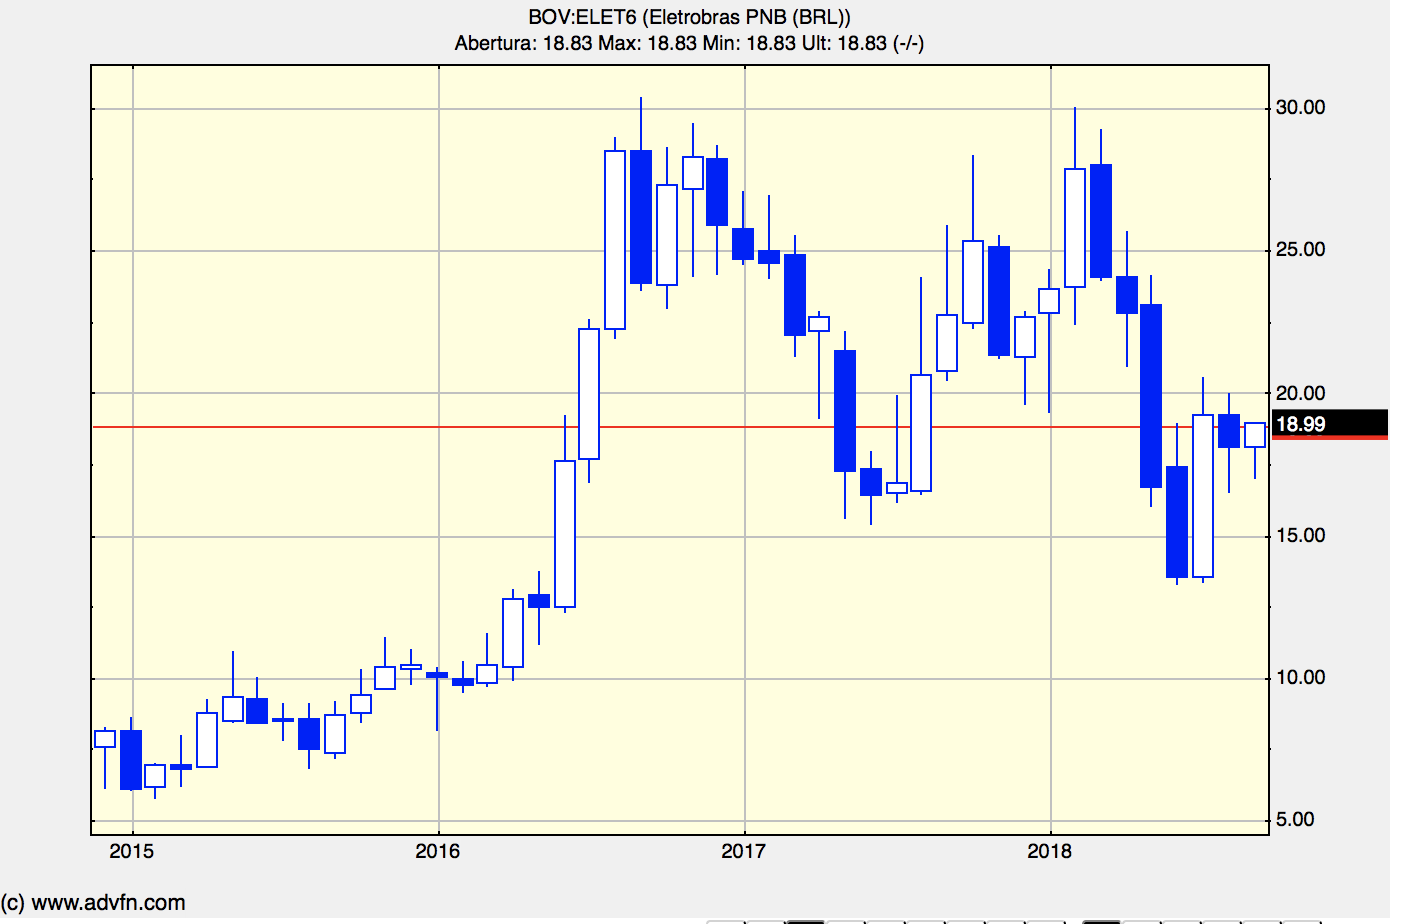 BOV:ELET6 (Eletrobras PNB (BRL))
Abertura: 18.83 Max: 18.83 Min: 18.83 Ult: 18.83 (-/-)
30.00
25.00
20.00
18.99
15.00
10.00
5.00
2015 2016 2017 2018
(c) www.advfn.com